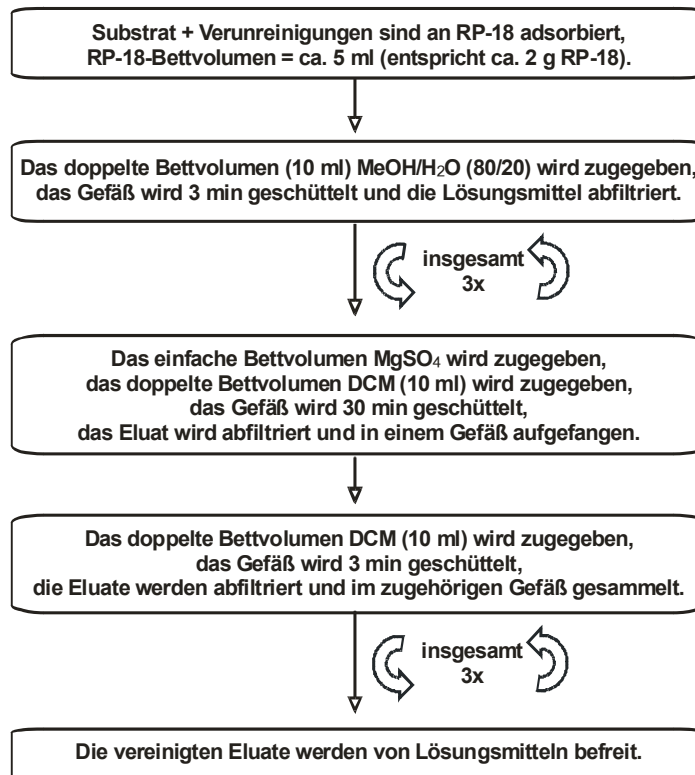 Substrat + Verunreinigungen sind an RP-18 adsorbiert,
RP-18-Bettvolumen = ca. 5 ml (entspricht ca. 2 g RP-18).
Das doppelte Bettvolumen (10 ml) MeOH/H₂O (80/20) wird zugegeben,
das Gefäß wird 3 min geschüttelt und die Lösungsmittel abfiltriert.
insgesamt
3x
Das einfache Bettvolumen MgSO₄ wird zugegeben,
das doppelte Bettvolumen DCM (10 ml) wird zugegeben,
das Gefäß wird 30 min geschüttelt,
das Eluat wird abfiltriert und in einem Gefäß aufgefangen.
Das doppelte Bettvolumen DCM (10 ml) wird zugegeben,
das Gefäß wird 3 min geschüttelt,
die Eluate werden abfiltriert und im zugehörigen Gefäß gesammelt.
insgesamt
3x
Die vereinigten Eluate werden von Lösungsmitteln befreit.